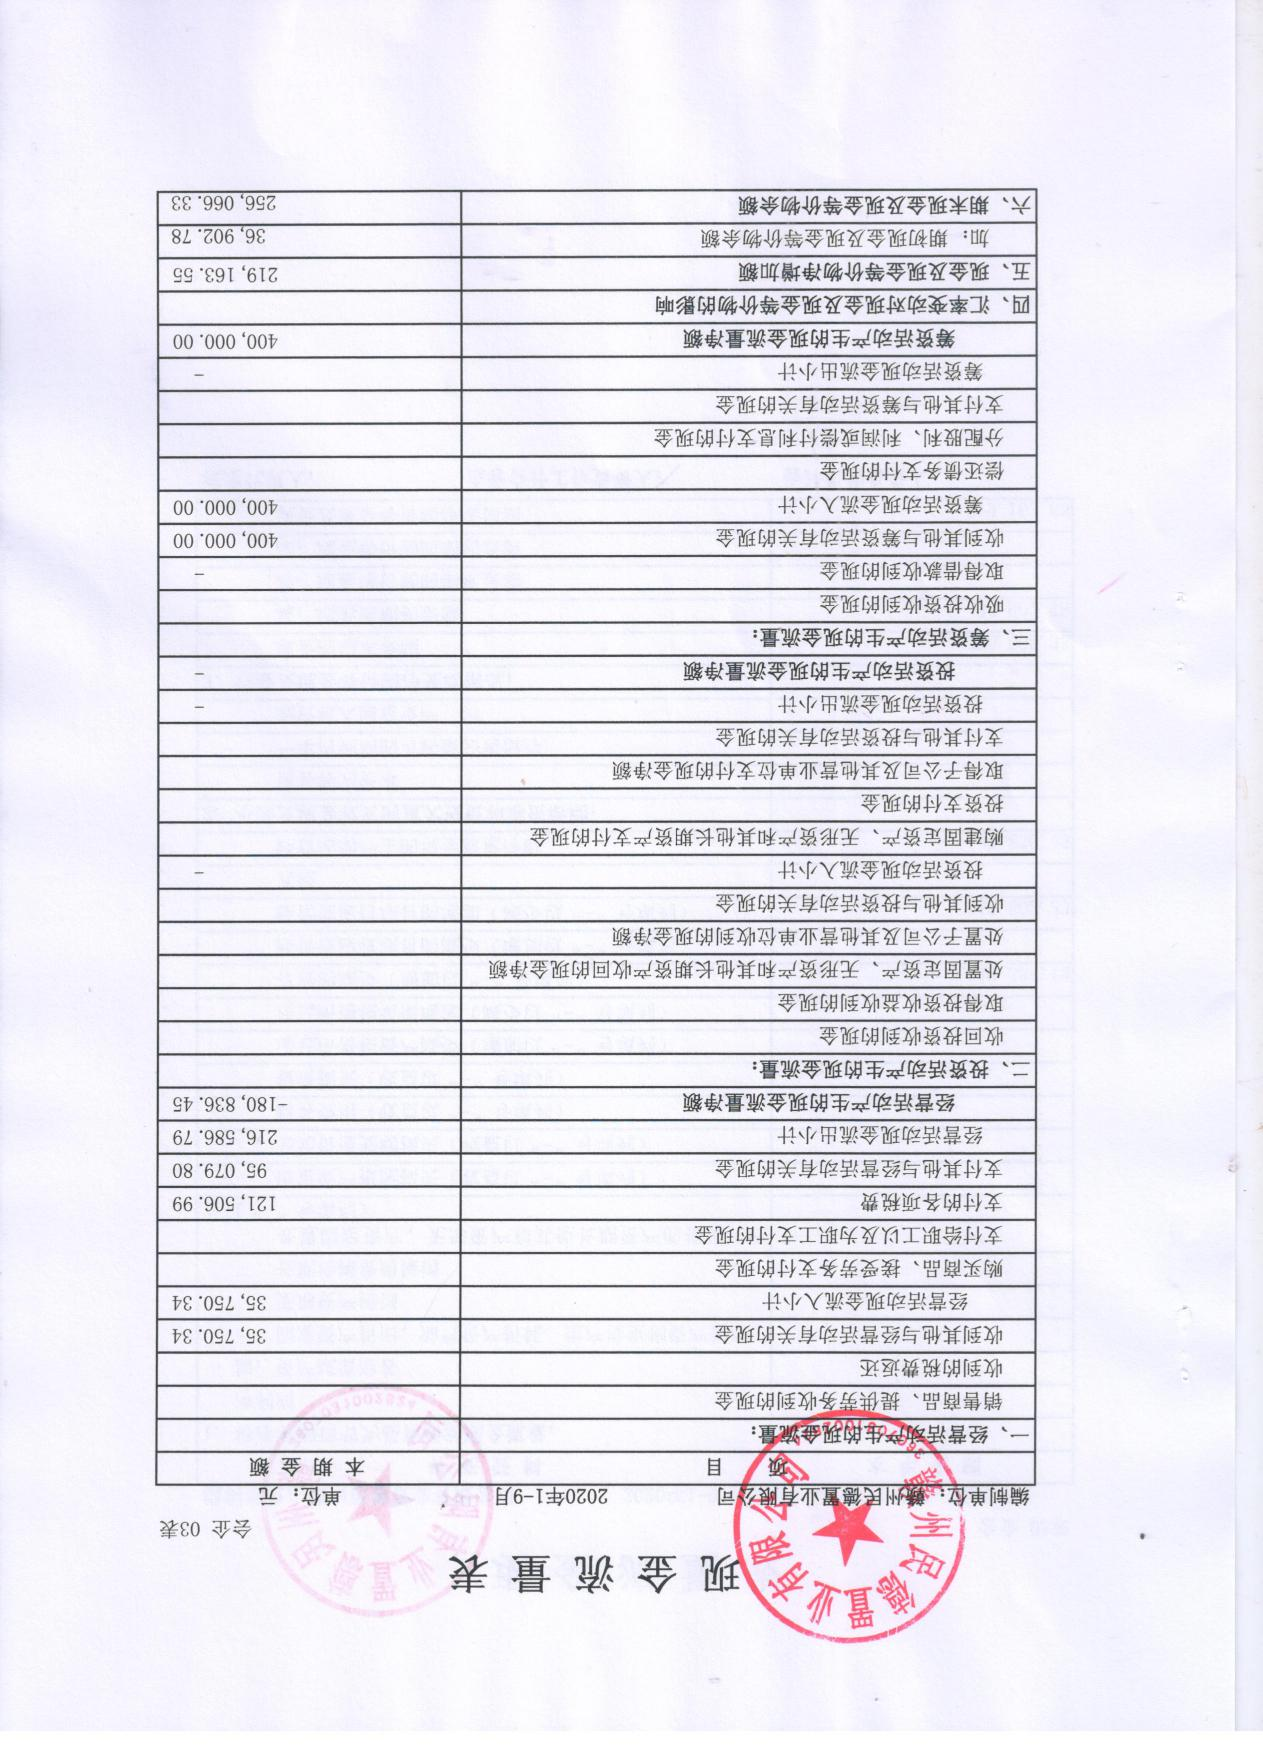 现金流量表
会企 03表
编制单位：赣州民德置业有限公司 2020年1-9月 单位：元
项 目 本期金额
一、经营活动产生的现金流量：
销售商品、提供劳务收到的现金
收到的税费返还
收到其他与经营活动有关的现金 35,750.34
经营活动现金流入小计 35,750.34
购买商品、接受劳务支付的现金
支付给职工以及为职工支付的现金
支付的各项税费 121,506.99
支付其他与经营活动有关的现金 95,079.80
经营活动现金流出小计 216,586.79
经营活动产生的现金流量净额 -180,836.45
二、投资活动产生的现金流量：
收回投资收到的现金
取得投资收益收到的现金
处置固定资产、无形资产和其他长期资产收回的现金净额
处置子公司及其他营业单位收到的现金净额
收到其他与投资活动有关的现金
投资活动现金流入小计 -
购建固定资产、无形资产和其他长期资产支付的现金
投资支付的现金
取得子公司及其他营业单位支付的现金净额
支付其他与投资活动有关的现金
投资活动现金流出小计 -
投资活动产生的现金流量净额 -
三、筹资活动产生的现金流量：
吸收投资收到的现金
取得借款收到的现金 -
收到其他与筹资活动有关的现金 400,000.00
筹资活动现金流入小计 400,000.00
偿还债务支付的现金
分配股利、利润或偿付利息支付的现金
支付其他与筹资活动有关的现金
筹资活动现金流出小计 -
筹资活动产生的现金流量净额 400,000.00
四、汇率变动对现金及现金等价物的影响
五、现金及现金等价物净增加额 219,163.55
加：期初现金及现金等价物余额 36,902.78
六、期末现金及现金等价物余额 256,066.33
赣州民德置业有限公司